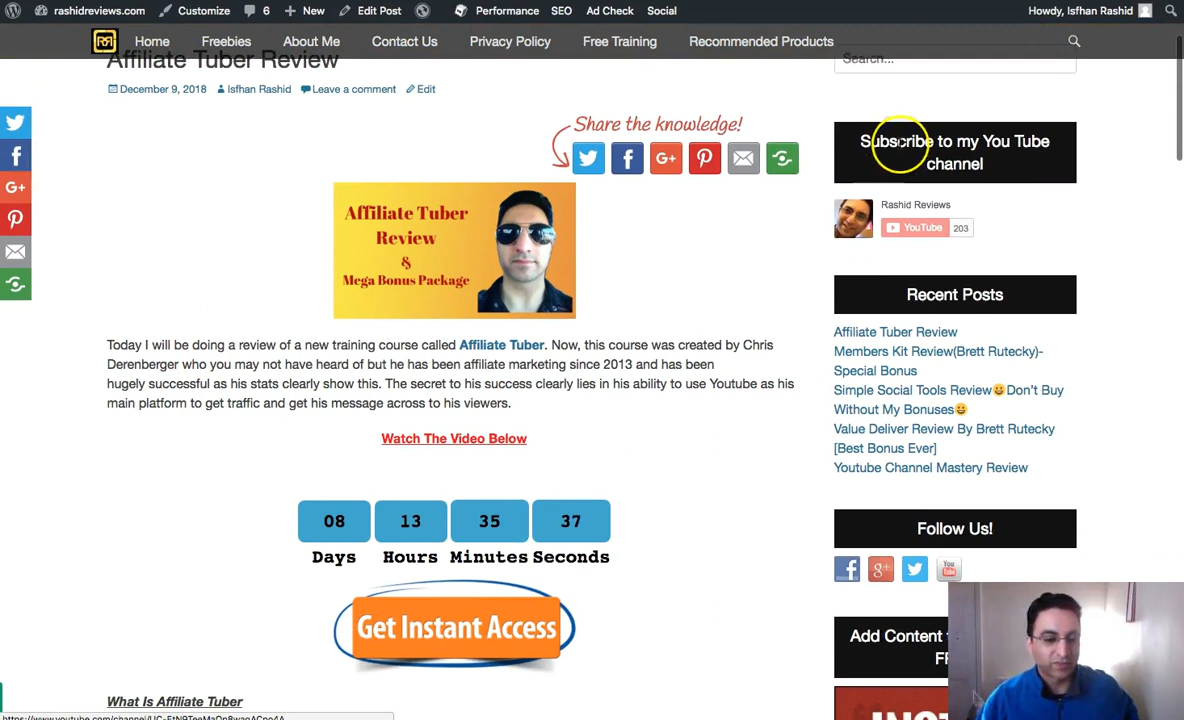 rashidreviews.com Customize 6 New Edit Post Performance SEO Ad Check Social Howdy, Isfhan Rashid
Home Freebies About Me Contact Us Privacy Policy Free Training Recommended Products
Affiliate Tuber Review
December 9, 2018 Isfhan Rashid Leave a comment Edit
Share the knowledge!
Affiliate Tuber
Review
&
Mega Bonus Package
Today I will be doing a review of a new training course called Affiliate Tuber. Now, this course was created by Chris
Derenberger who you may not have heard of but he has been affiliate marketing since 2013 and has been
hugely successful as his stats clearly show this. The secret to his success clearly lies in his ability to use Youtube as his
main platform to get traffic and get his message across to his viewers.
Watch The Video Below
08 13 35 37
Days Hours Minutes Seconds
Get Instant Access
What Is Affiliate Tuber
Search...
Subscribe to my You Tube
channel
Rashid Reviews
YouTube 203
Recent Posts
Affiliate Tuber Review
Members Kit Review(Brett Rutecky)-
Special Bonus
Simple Social Tools Review😀Don't Buy
Without My Bonuses😀
Value Deliver Review By Brett Rutecky
[Best Bonus Ever]
Youtube Channel Mastery Review
Follow Us!
You
Tube
Add Content